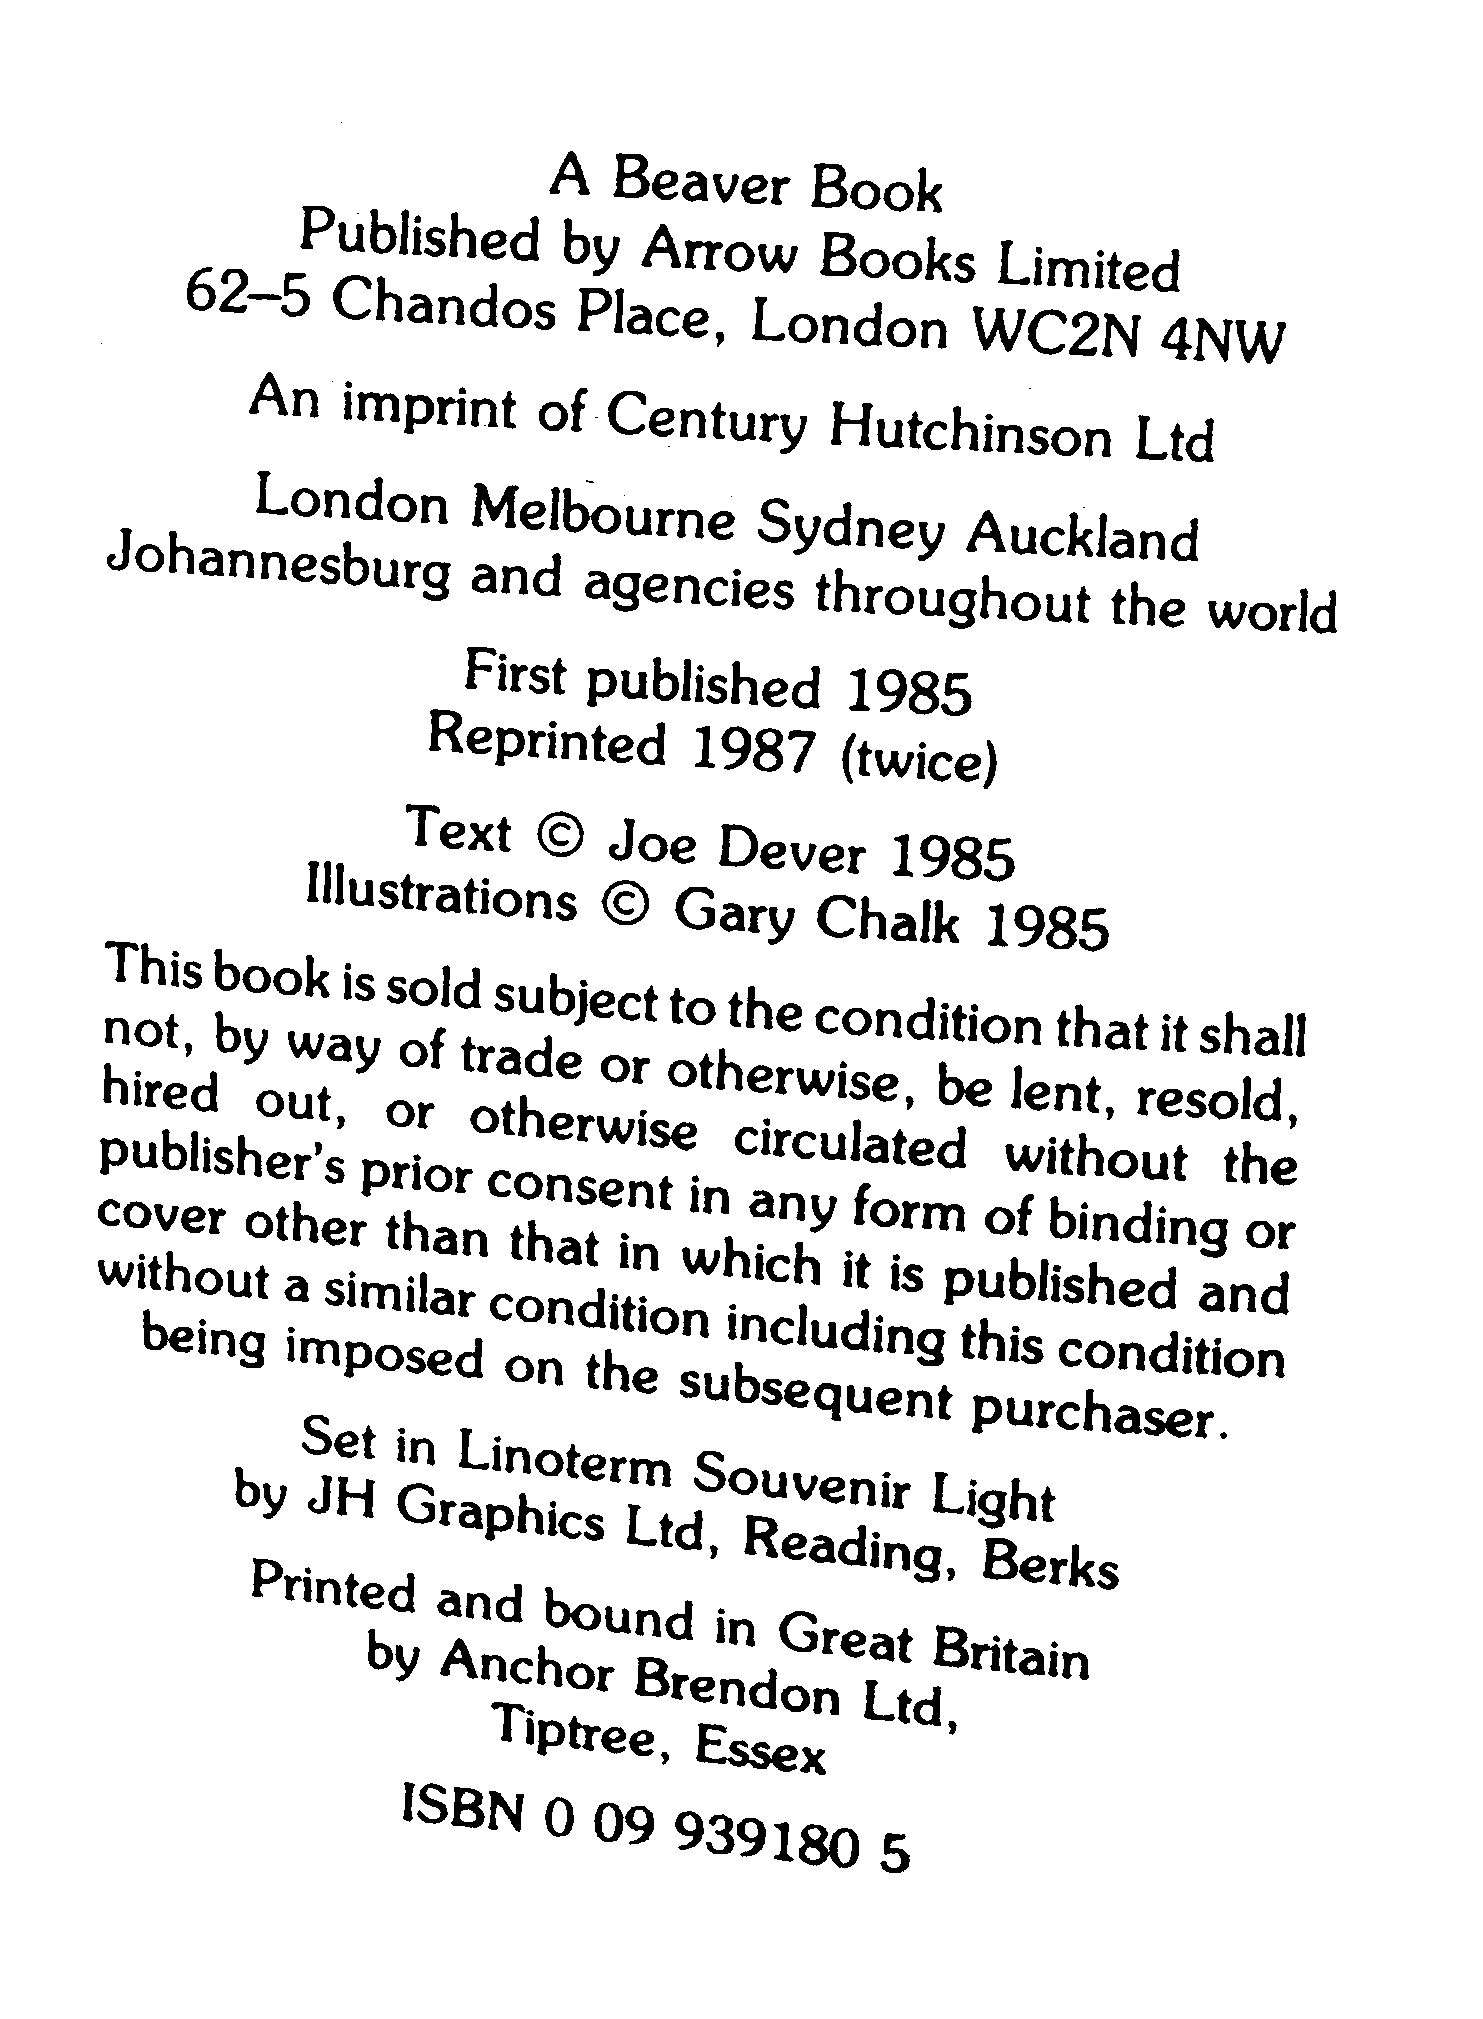 A Beaver Book
Published by Arrow Books Limited
62–5 Chandos Place, London WC2N 4NW
An imprint of Century Hutchinson Ltd
London Melbourne Sydney Auckland
Johannesburg and agencies throughout the world
First published 1985
Reprinted 1987 (twice)
Text © Joe Dever 1985
Illustrations © Gary Chalk 1985
This book is sold subject to the condition that it shall
not, by way of trade or otherwise, be lent, resold,
hired out, or otherwise circulated without the
publisher's prior consent in any form of binding or
cover other than that in which it is published and
without a similar condition including this condition
being imposed on the subsequent purchaser.
Set in Linoterm Souvenir Light
by JH Graphics Ltd, Reading, Berks
Printed and bound in Great Britain
by Anchor Brendon Ltd,
Tiptree, Essex
ISBN 0 09 939180 5